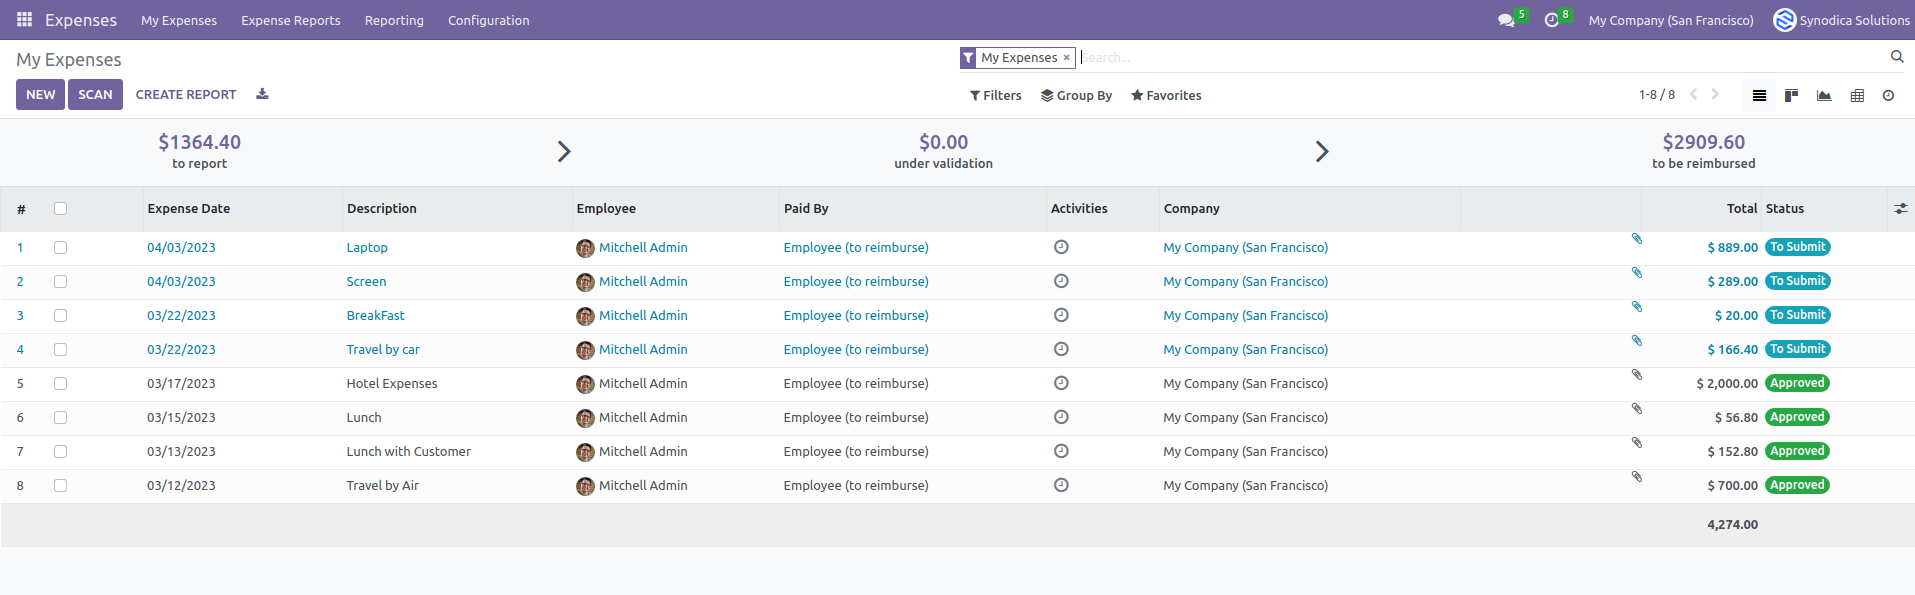 Expenses My Expenses Expense Reports Reporting Configuration 5 8 My Company (San Francisco) Synodica Solutions
My Expenses
My Expenses × Search...
NEW SCAN CREATE REPORT
Filters Group By Favorites 1-8 / 8
$1364.40 $0.00 $2909.60
to report under validation to be reimbursed
# Expense Date Description Employee Paid By Activities Company Total Status
1 04/03/2023 Laptop Mitchell Admin Employee (to reimburse) My Company (San Francisco) $ 889.00 To Submit
2 04/03/2023 Screen Mitchell Admin Employee (to reimburse) My Company (San Francisco) $ 289.00 To Submit
3 03/22/2023 BreakFast Mitchell Admin Employee (to reimburse) My Company (San Francisco) $ 20.00 To Submit
4 03/22/2023 Travel by car Mitchell Admin Employee (to reimburse) My Company (San Francisco) $ 166.40 To Submit
5 03/17/2023 Hotel Expenses Mitchell Admin Employee (to reimburse) My Company (San Francisco) $ 2,000.00 Approved
6 03/15/2023 Lunch Mitchell Admin Employee (to reimburse) My Company (San Francisco) $ 56.80 Approved
7 03/13/2023 Lunch with Customer Mitchell Admin Employee (to reimburse) My Company (San Francisco) $ 152.80 Approved
8 03/12/2023 Travel by Air Mitchell Admin Employee (to reimburse) My Company (San Francisco) $ 700.00 Approved
4,274.00